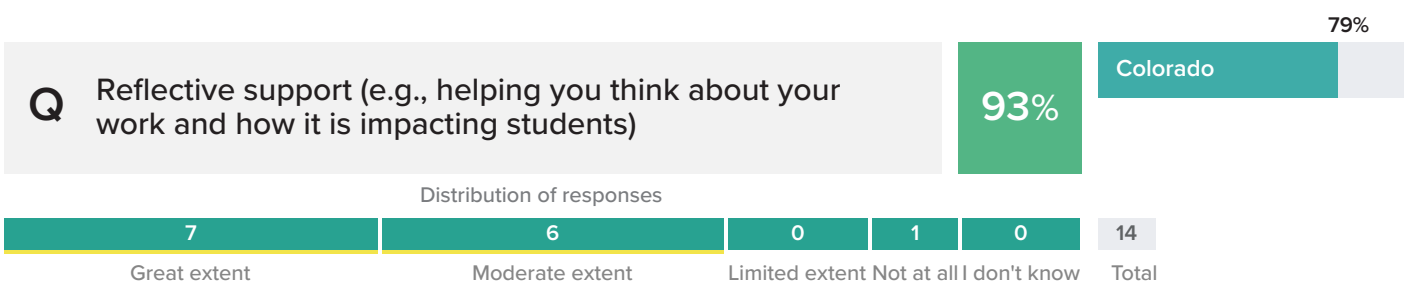 79%
Q
Reflective support (e.g., helping you think about your
work and how it is impacting students)
93%
Colorado
Distribution of responses
7 6 0 1 0 14
Great extent Moderate extent Limited extent Not at all I don't know Total